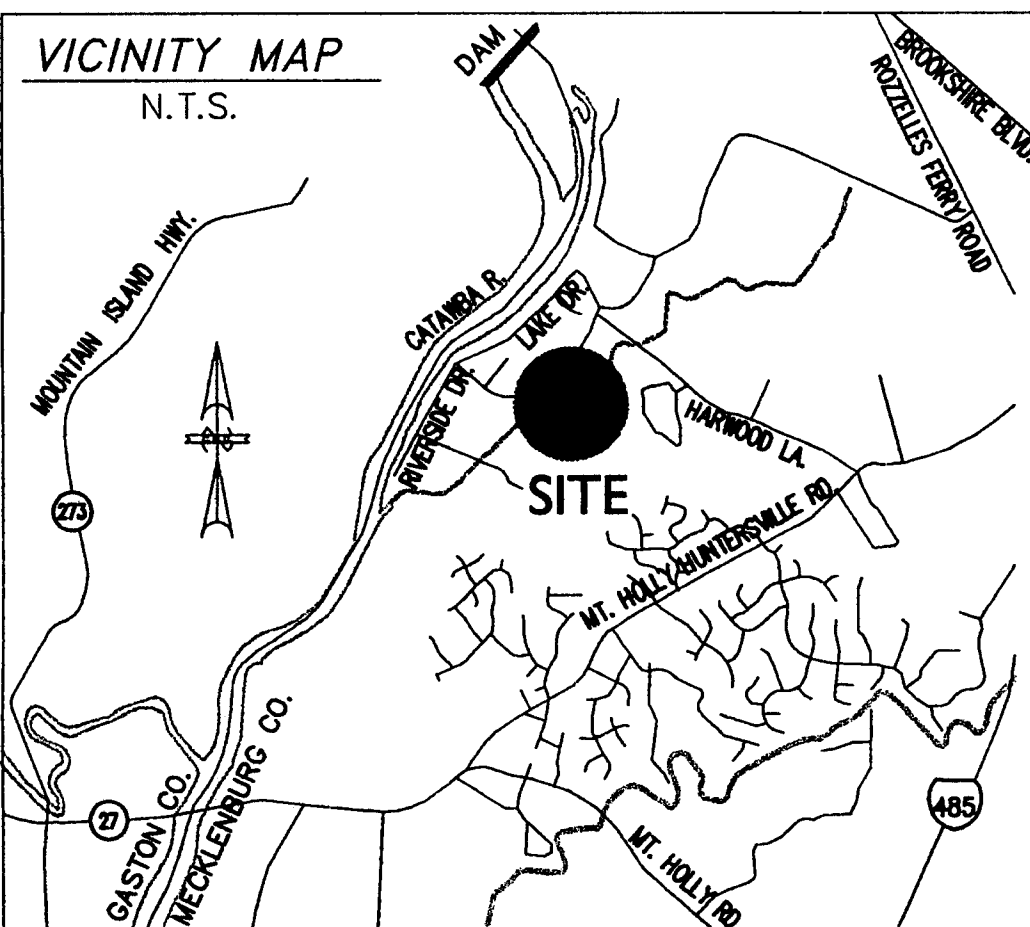 VICINITY MAP
N.T.S.
DAM
BROOKSHIRE BLVD.
ROZZELLES FERRY ROAD
MOUNTAIN ISLAND HWY.
CATAWBA R.
LAKE DR.
RIVERSIDE DR.
HARWOOD LA.
SITE
273
MT. HOLLY HUNTERSVILLE RD.
GASTON CO.
MECKLENBURG CO.
27
485
MT. HOLLY RD